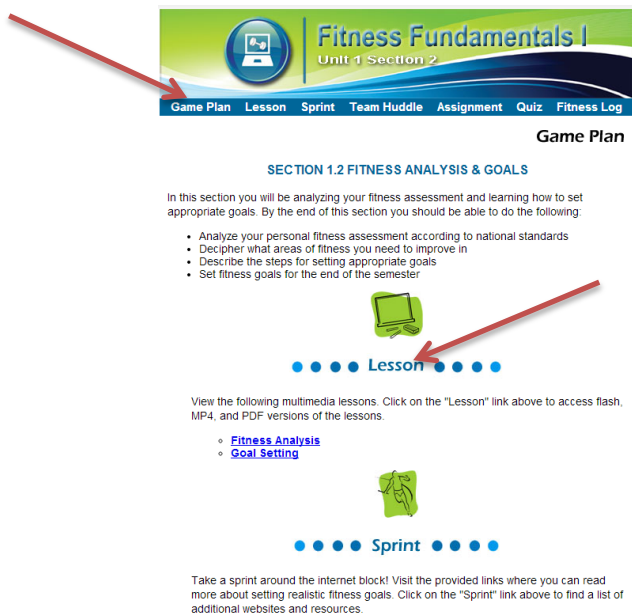 Fitness Fundamentals I
Unit 1 Section 2
Game Plan Lesson Sprint Team Huddle Assignment Quiz Fitness Log
Game Plan
SECTION 1.2 FITNESS ANALYSIS & GOALS
In this section you will be analyzing your fitness assessment and learning how to set
appropriate goals. By the end of this section you should be able to do the following:
• Analyze your personal fitness assessment according to national standards
• Decipher what areas of fitness you need to improve in
• Describe the steps for setting appropriate goals
• Set fitness goals for the end of the semester
Lesson
View the following multimedia lessons. Click on the "Lesson" link above to access flash,
MP4, and PDF versions of the lessons.
◦ Fitness Analysis
◦ Goal Setting
Sprint
Take a sprint around the internet block! Visit the provided links where you can read
more about setting realistic fitness goals. Click on the "Sprint" link above to find a list of
additional websites and resources.